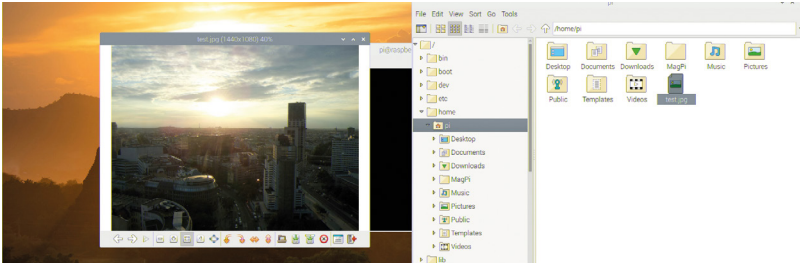 test.jpg (1440x1080) 40%
pi@raspbe
pi
File Edit View Sort Go Tools
/home/pi
/
bin
boot
dev
etc
home
pi
Desktop
Documents
Downloads
MagPi
Music
Pictures
Public
Templates
Videos
lib
Desktop Documents Downloads MagPi Music Pictures
Public Templates Videos test.jpg